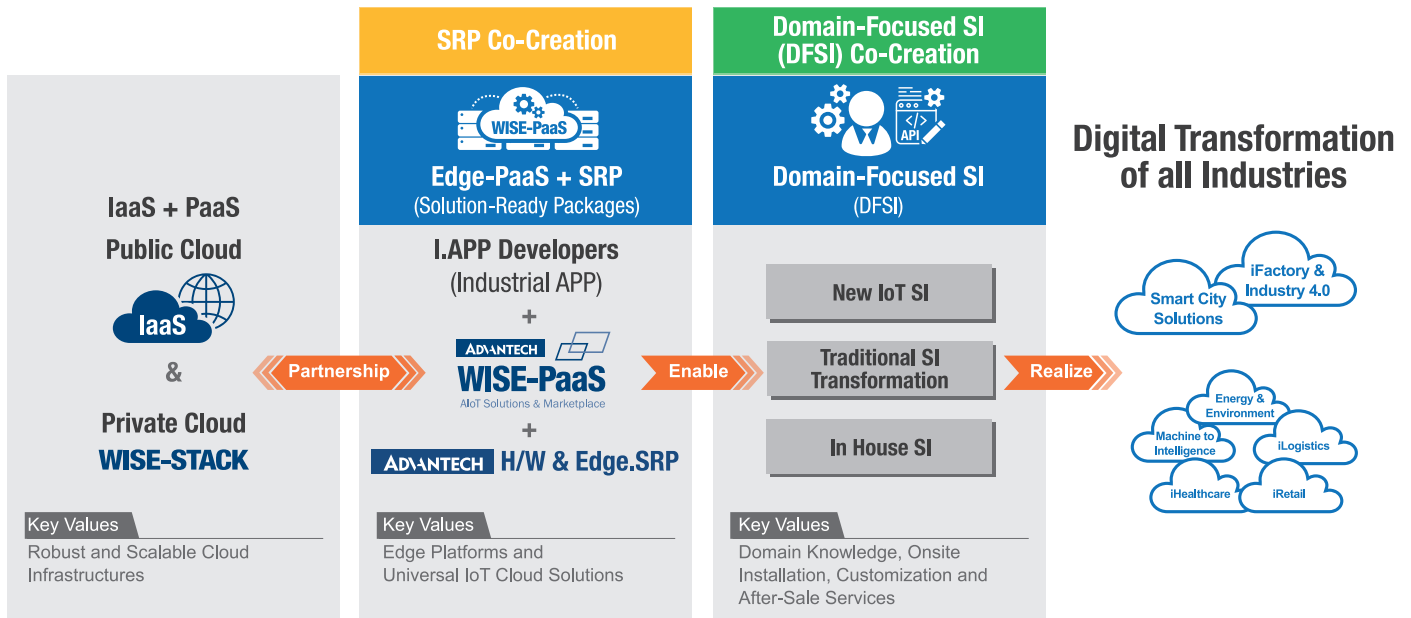 IaaS + PaaS
Public Cloud
IaaS
&
Private Cloud
WISE-STACK
Key Values
Robust and Scalable Cloud
Infrastructures
Partnership
SRP Co-Creation
WISE-PaaS
Edge-PaaS + SRP
(Solution-Ready Packages)
I.APP Developers
(Industrial APP)
+
ADVANTECH
WISE-PaaS
AIoT Solutions & Marketplace
+
ADVANTECH H/W & Edge.SRP
Key Values
Edge Platforms and
Universal IoT Cloud Solutions
Enable
Domain-Focused SI
(DFSI) Co-Creation
</>
API
Domain-Focused SI
(DFSI)
New IoT SI
Traditional SI
Transformation
In House SI
Key Values
Domain Knowledge, Onsite
Installation, Customization and
After-Sale Services
Realize
Digital Transformation
of all Industries
iFactory &
Industry 4.0
Smart City
Solutions
Energy &
Environment
Machine to
Intelligence
iLogistics
iHealthcare
iRetail